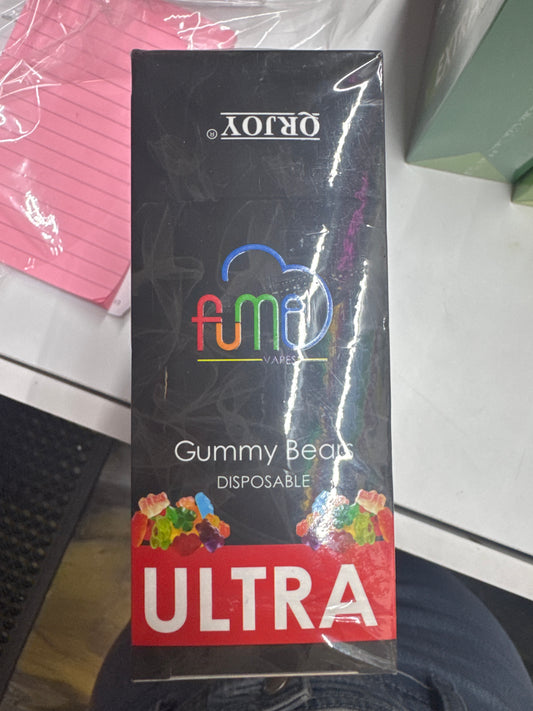 QRJOY®
fumi
VAPES
Gummy Bears
DISPOSABLE
ULTRA